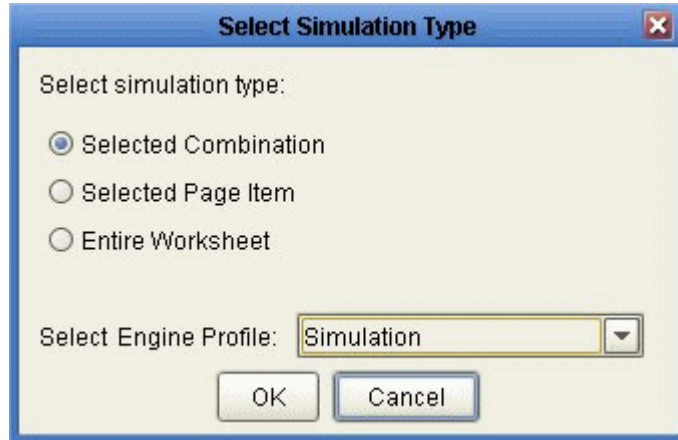 Select Simulation Type
Select simulation type:
Selected Combination
Selected Page Item
Entire Worksheet
Select Engine Profile: Simulation
OK Cancel